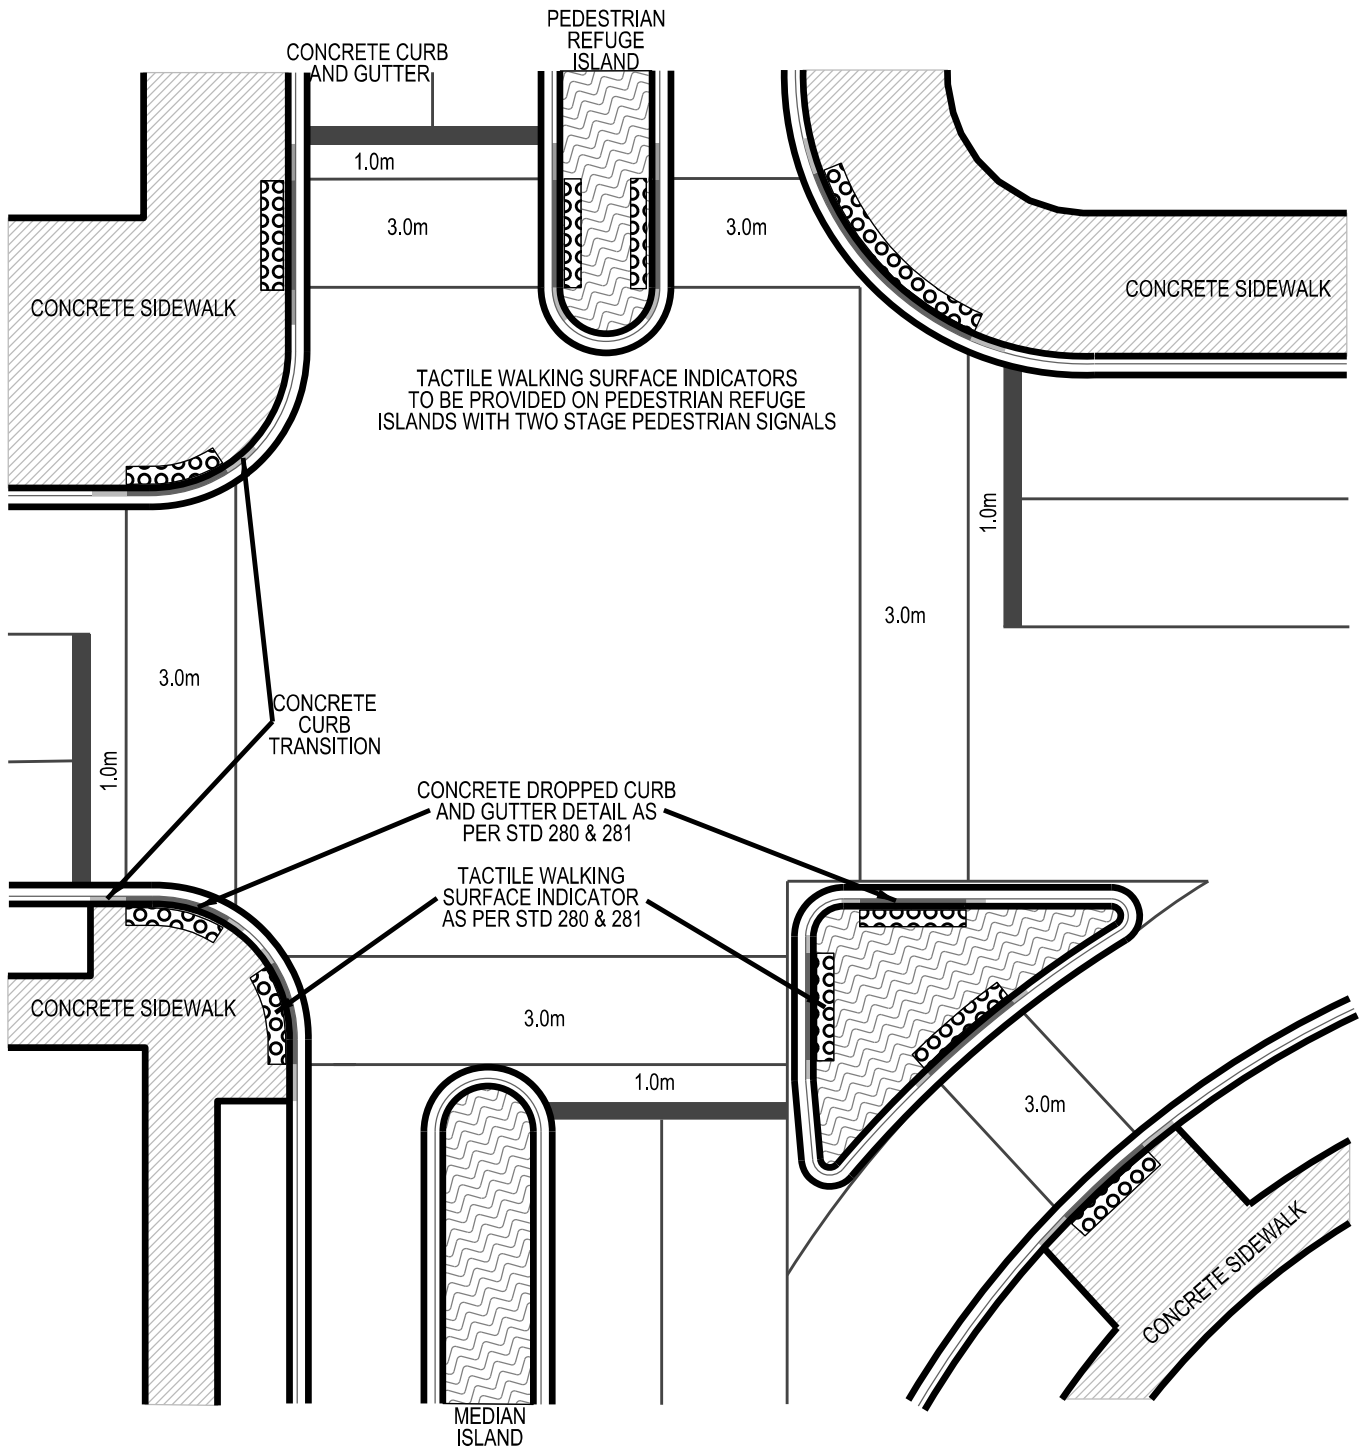 PEDESTRIAN
REFUGE
ISLAND
CONCRETE CURB
AND GUTTER
1.0m
3.0m
3.0m
CONCRETE SIDEWALK
CONCRETE SIDEWALK
TACTILE WALKING SURFACE INDICATORS
TO BE PROVIDED ON PEDESTRIAN REFUGE
ISLANDS WITH TWO STAGE PEDESTRIAN SIGNALS
1.0m
3.0m
3.0m
CONCRETE
CURB
TRANSITION
1.0m
CONCRETE DROPPED CURB
AND GUTTER DETAIL AS
PER STD 280 & 281
TACTILE WALKING
SURFACE INDICATOR
AS PER STD 280 & 281
CONCRETE SIDEWALK
3.0m
1.0m
3.0m
CONCRETE SIDEWALK
MEDIAN
ISLAND